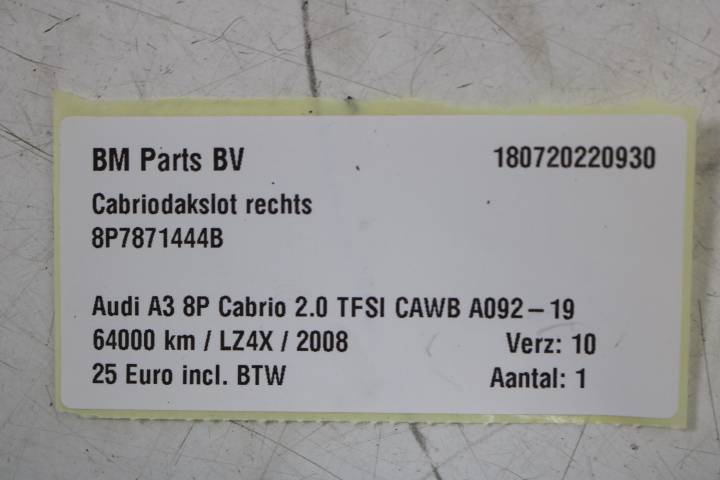 BM Parts BV 180720220930
Cabriodakslot rechts
8P7871444B
Audi A3 8P Cabrio 2.0 TFSI CAWB A092 – 19
64000 km / LZ4X / 2008 Verz: 10
25 Euro incl. BTW Aantal: 1